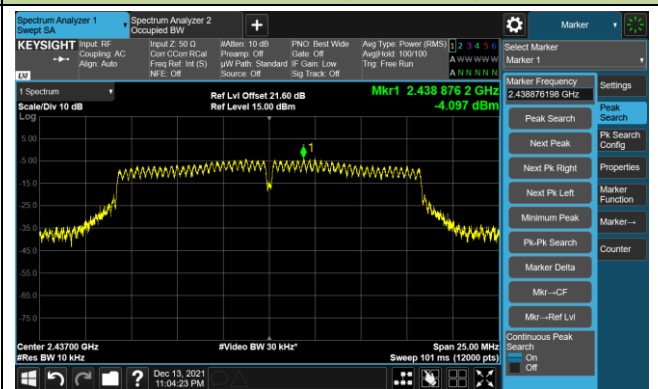 Spectrum Analyzer 1
Swept SA
Spectrum Analyzer 2
Occupied BW
+
Marker
KEYSIGHT
Input: RF
Coupling: AC
Align: Auto
Input Z: 50 Ω
Corr CCorr RCal
Freq Ref: Int (S)
NFE: Off
#Atten: 10 dB
Preamp: Off
µW Path: Standard
Source: Off
PNO: Best Wide
Gate: Off
IF Gain: Low
Sig Track: Off
Avg Type: Power (RMS)
Avg|Hold: 100/100
Trig: Free Run
1 2 3 4 5 6
A W W W W W
A N N N N N
LXI
Select Marker
Marker 1
1 Spectrum
Scale/Div 10 dB
Log
Ref Lvl Offset 21.60 dB
Ref Level 15.00 dBm
Mkr1 2.438 876 2 GHz
-4.097 dBm
5.00
-5.00
-15.0
-25.0
-35.0
-45.0
-55.0
-65.0
-75.0
1
Center 2.43700 GHz
#Res BW 10 kHz
#Video BW 30 kHz*
Span 25.00 MHz
Sweep 101 ms (12000 pts)
Marker Frequency
2.438876198 GHz
Peak Search
Next Peak
Next Pk Right
Next Pk Left
Minimum Peak
Pk-Pk Search
Marker Delta
Mkr→CF
Mkr→Ref Lvl
Continuous Peak
Search
On
Off
Settings
Peak
Search
Pk Search
Config
Properties
Marker
Function
Marker→
Counter
?
Dec 13, 2021
11:04:23 PM